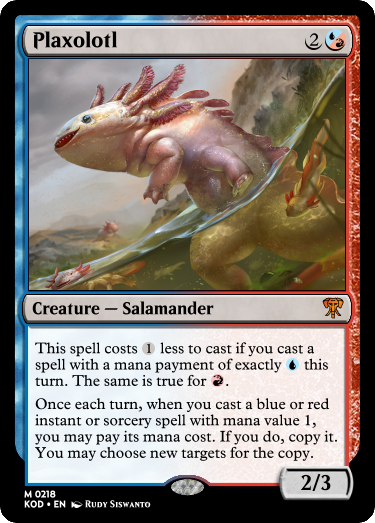 Plaxolotl 2
Creature — Salamander
This spell costs 1 less to cast if you cast a
spell with a mana payment of exactly this
turn. The same is true for .
Once each turn, when you cast a blue or red
instant or sorcery spell with mana value 1,
you may pay its mana cost. If you do, copy it.
You may choose new targets for the copy.
2/3
M 0218
KOD • EN Rudy Siswanto